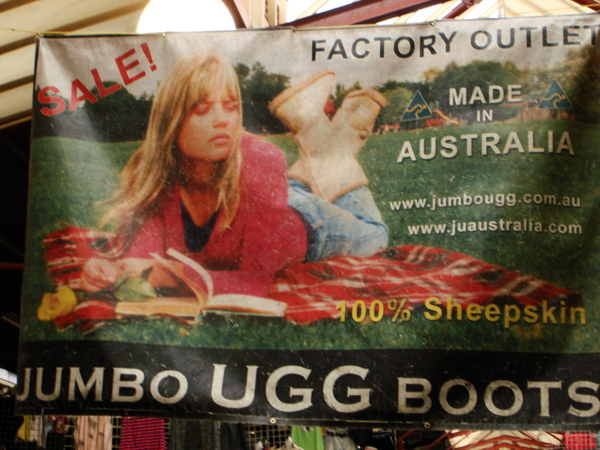 SALE!
FACTORY OUTLET
MADE
IN
AUSTRALIA
www.jumbougg.com.au
www.juaustralia.com
100% Sheepskin
JUMBO UGG BOOTS